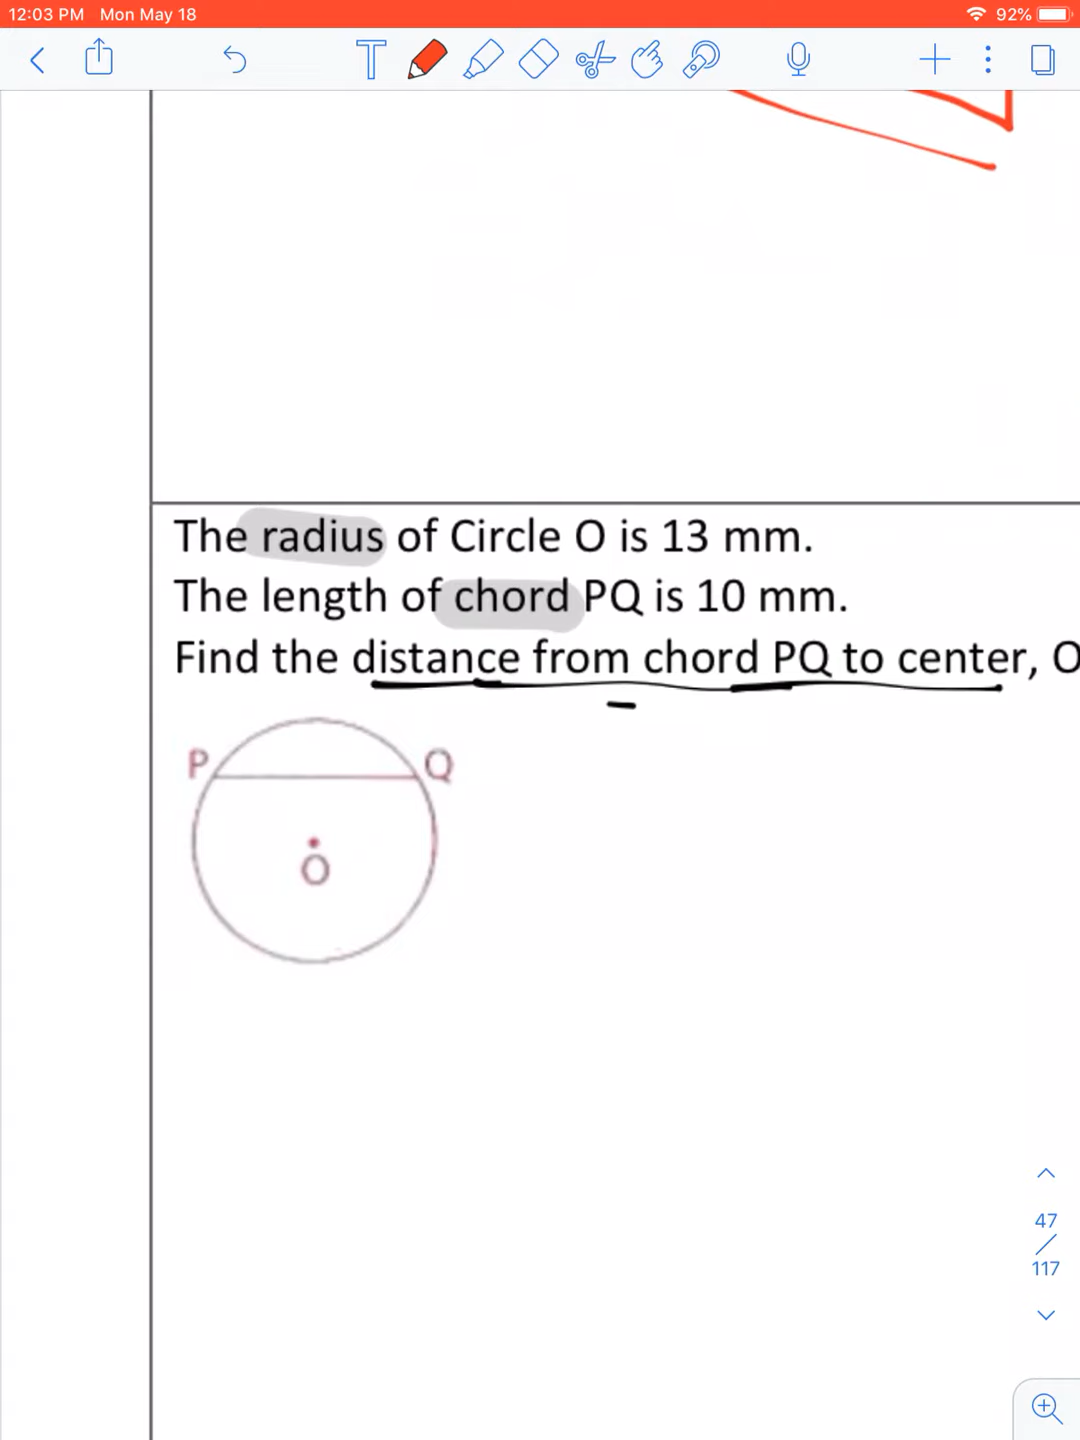 12:03 PM Mon May 18
92%
T
The radius of Circle O is 13 mm.
The length of chord PQ is 10 mm.
Find the distance from chord PQ to center, O
P
Q
O
47
/
117